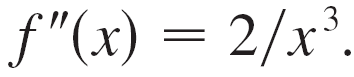 f″(x) = 2/x³.